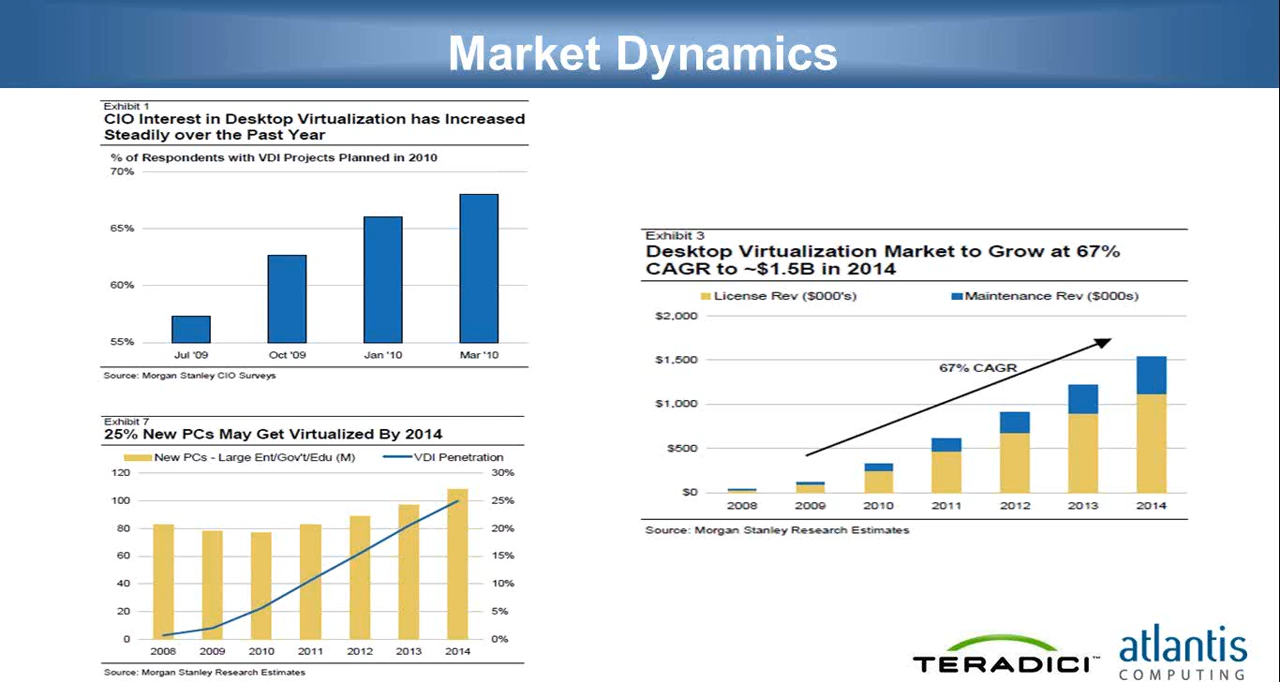 Market Dynamics
Exhibit 1
CIO Interest in Desktop Virtualization has Increased
Steadily over the Past Year
% of Respondents with VDI Projects Planned in 2010
70%
65%
60%
55%
Jul '09 Oct '09 Jan '10 Mar '10
Source: Morgan Stanley CIO Surveys
Exhibit 7
25% New PCs May Get Virtualized By 2014
New PCs - Large Ent/Gov't/Edu (M) VDI Penetration
120 30%
100 25%
80 20%
60 15%
40 10%
20 5%
0 0%
2008 2009 2010 2011 2012 2013 2014
Source: Morgan Stanley Research Estimates
Exhibit 3
Desktop Virtualization Market to Grow at 67%
CAGR to ~$1.5B in 2014
License Rev ($000's) Maintenance Rev ($000s)
$2,000
$1,500
67% CAGR
$1,000
$500
$0
2008 2009 2010 2011 2012 2013 2014
Source: Morgan Stanley Research Estimates
TERADICI™
atlantis
COMPUTING